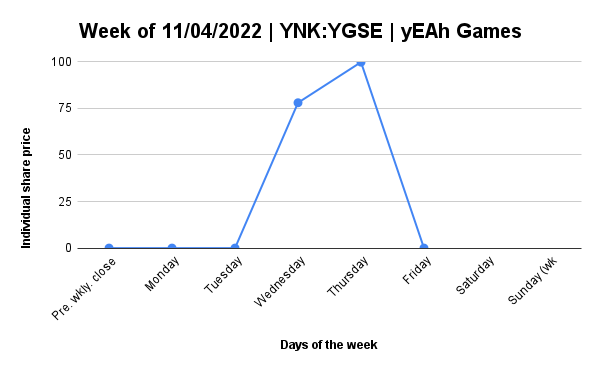 Week of 11/04/2022 | YNK:YGSE | yEAh Games
Individual share price
100
75
50
25
0
Pre. wkly. close
Monday
Tuesday
Wednesday
Thursday
Friday
Saturday
Sunday (wk
Days of the week